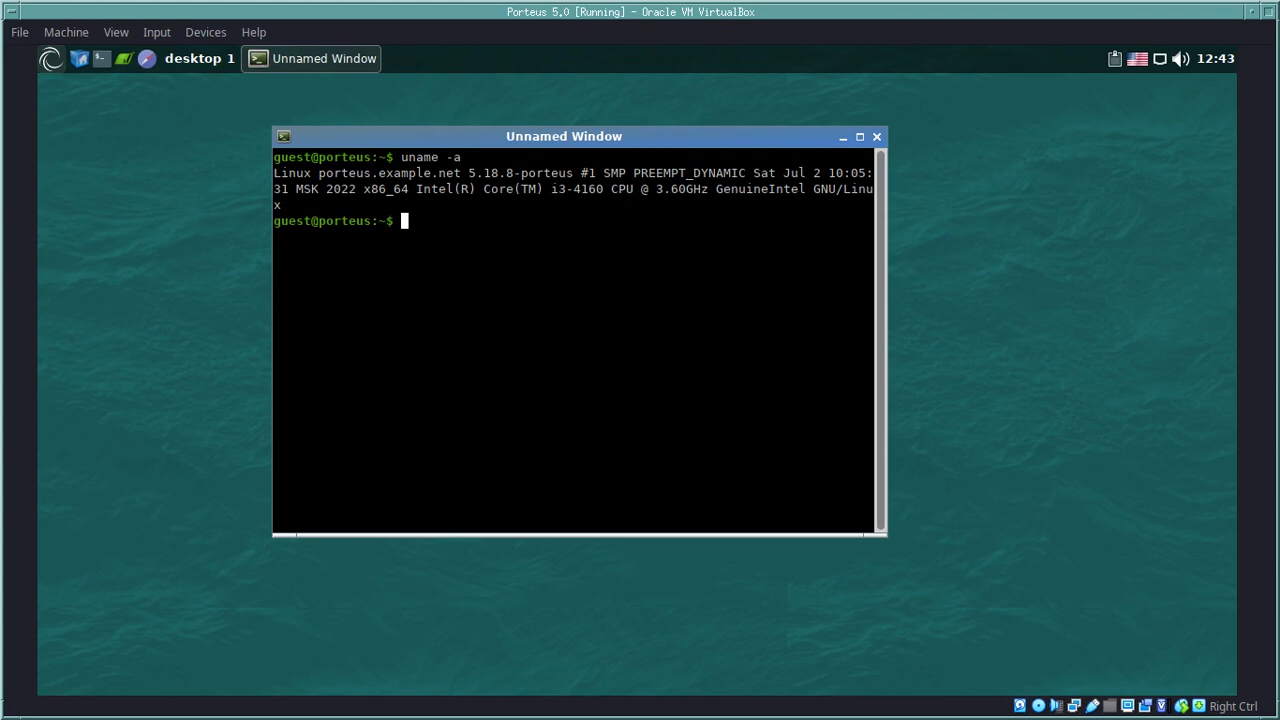 Porteus 5.0 [Running] - Oracle VM VirtualBox
File Machine View Input Devices Help
desktop 1 Unnamed Window 12:43
Unnamed Window
guest@porteus:~$ uname -a
Linux porteus.example.net 5.18.8-porteus #1 SMP PREEMPT_DYNAMIC Sat Jul 2 10:05:
31 MSK 2022 x86_64 Intel(R) Core(TM) i3-4160 CPU @ 3.60GHz GenuineIntel GNU/Linu
x
guest@porteus:~$
Right Ctrl